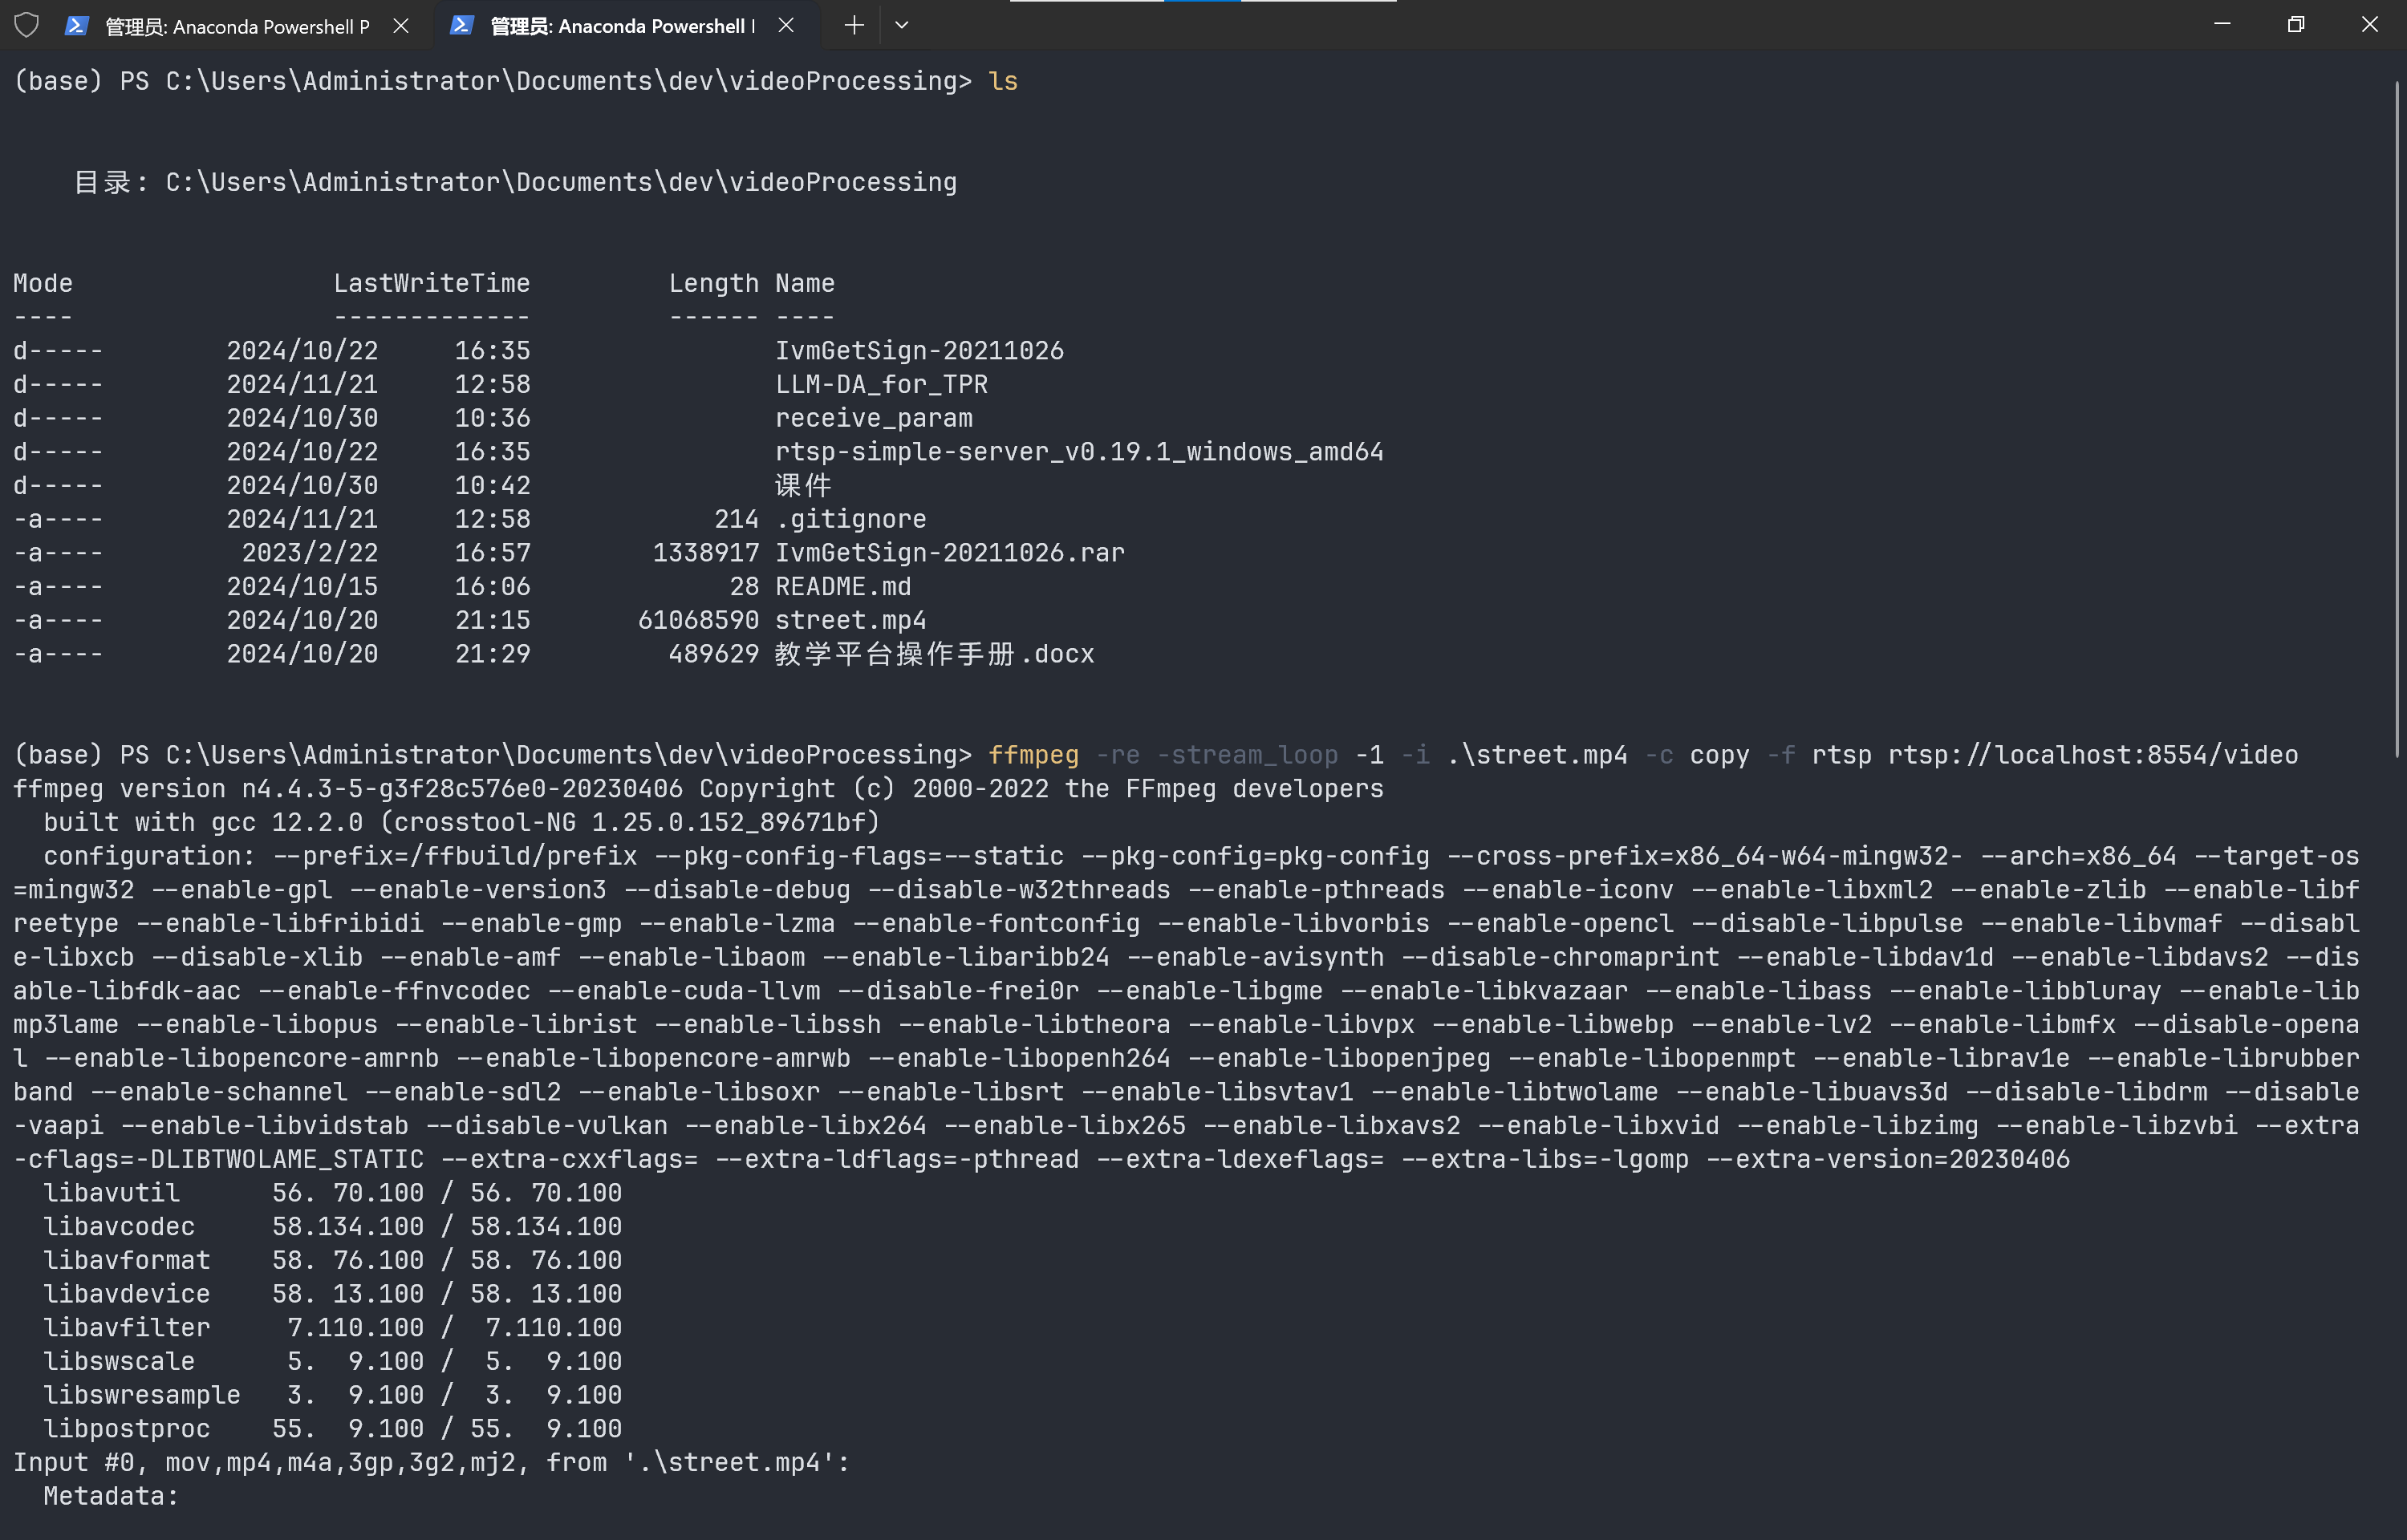 管理员: Anaconda Powershell P
管理员: Anaconda Powershell
(base) PS C:\Users\Administrator\Documents\dev\videoProcessing> ls
目录: C:\Users\Administrator\Documents\dev\videoProcessing
Mode                 LastWriteTime         Length Name
----                 -------------         ------ ----
d-----        2024/10/22     16:35                IvmGetSign-20211026
d-----        2024/11/21     12:58                LLM-DA_for_TPR
d-----        2024/10/30     10:36                receive_param
d-----        2024/10/22     16:35                rtsp-simple-server_v0.19.1_windows_amd64
d-----        2024/10/30     10:42                课件
-a----        2024/11/21     12:58            214 .gitignore
-a----         2023/2/22     16:57        1338917 IvmGetSign-20211026.rar
-a----        2024/10/15     16:06             28 README.md
-a----        2024/10/20     21:15       61068590 street.mp4
-a----        2024/10/20     21:29         489629 教学平台操作手册.docx
(base) PS C:\Users\Administrator\Documents\dev\videoProcessing> ffmpeg -re -stream_loop -1 -i .\street.mp4 -c copy -f rtsp rtsp://localhost:8554/video
ffmpeg version n4.4.3-5-g3f28c576e0-20230406 Copyright (c) 2000-2022 the FFmpeg developers
  built with gcc 12.2.0 (crosstool-NG 1.25.0.152_89671bf)
  configuration: --prefix=/ffbuild/prefix --pkg-config-flags=--static --pkg-config=pkg-config --cross-prefix=x86_64-w64-mingw32- --arch=x86_64 --target-os
=mingw32 --enable-gpl --enable-version3 --disable-debug --disable-w32threads --enable-pthreads --enable-iconv --enable-libxml2 --enable-zlib --enable-libf
reetype --enable-libfribidi --enable-gmp --enable-lzma --enable-fontconfig --enable-libvorbis --enable-opencl --disable-libpulse --enable-libvmaf --disabl
e-libxcb --disable-xlib --enable-amf --enable-libaom --enable-libaribb24 --enable-avisynth --disable-chromaprint --enable-libdav1d --enable-libdavs2 --dis
able-libfdk-aac --enable-ffnvcodec --enable-cuda-llvm --disable-frei0r --enable-libgme --enable-libkvazaar --enable-libass --enable-libbluray --enable-lib
mp3lame --enable-libopus --enable-librist --enable-libssh --enable-libtheora --enable-libvpx --enable-libwebp --enable-lv2 --enable-libmfx --disable-opena
l --enable-libopencore-amrnb --enable-libopencore-amrwb --enable-libopenh264 --enable-libopenjpeg --enable-libopenmpt --enable-librav1e --enable-librubber
band --enable-schannel --enable-sdl2 --enable-libsoxr --enable-libsrt --enable-libsvtav1 --enable-libtwolame --enable-libuavs3d --disable-libdrm --disable
-vaapi --enable-libvidstab --disable-vulkan --enable-libx264 --enable-libx265 --enable-libxavs2 --enable-libxvid --enable-libzimg --enable-libzvbi --extra
-cflags=-DLIBTWOLAME_STATIC --extra-cxxflags= --extra-ldflags=-pthread --extra-ldexeflags= --extra-libs=-lgomp --extra-version=20230406
  libavutil      56. 70.100 / 56. 70.100
  libavcodec     58.134.100 / 58.134.100
  libavformat    58. 76.100 / 58. 76.100
  libavdevice    58. 13.100 / 58. 13.100
  libavfilter     7.110.100 /  7.110.100
  libswscale      5.  9.100 /  5.  9.100
  libswresample   3.  9.100 /  3.  9.100
  libpostproc    55.  9.100 / 55.  9.100
Input #0, mov,mp4,m4a,3gp,3g2,mj2, from '.\street.mp4':
  Metadata: